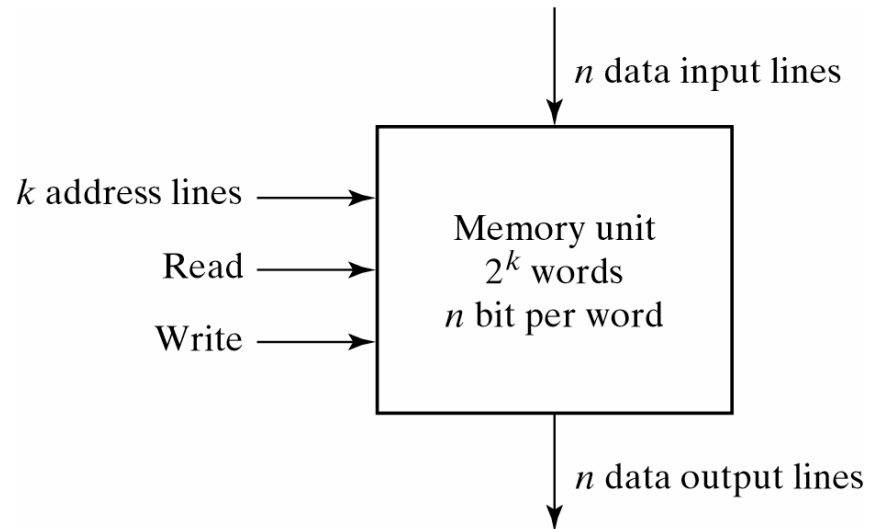 n data input lines
k address lines
Read
Write
Memory unit
2^k words
n bit per word
n data output lines